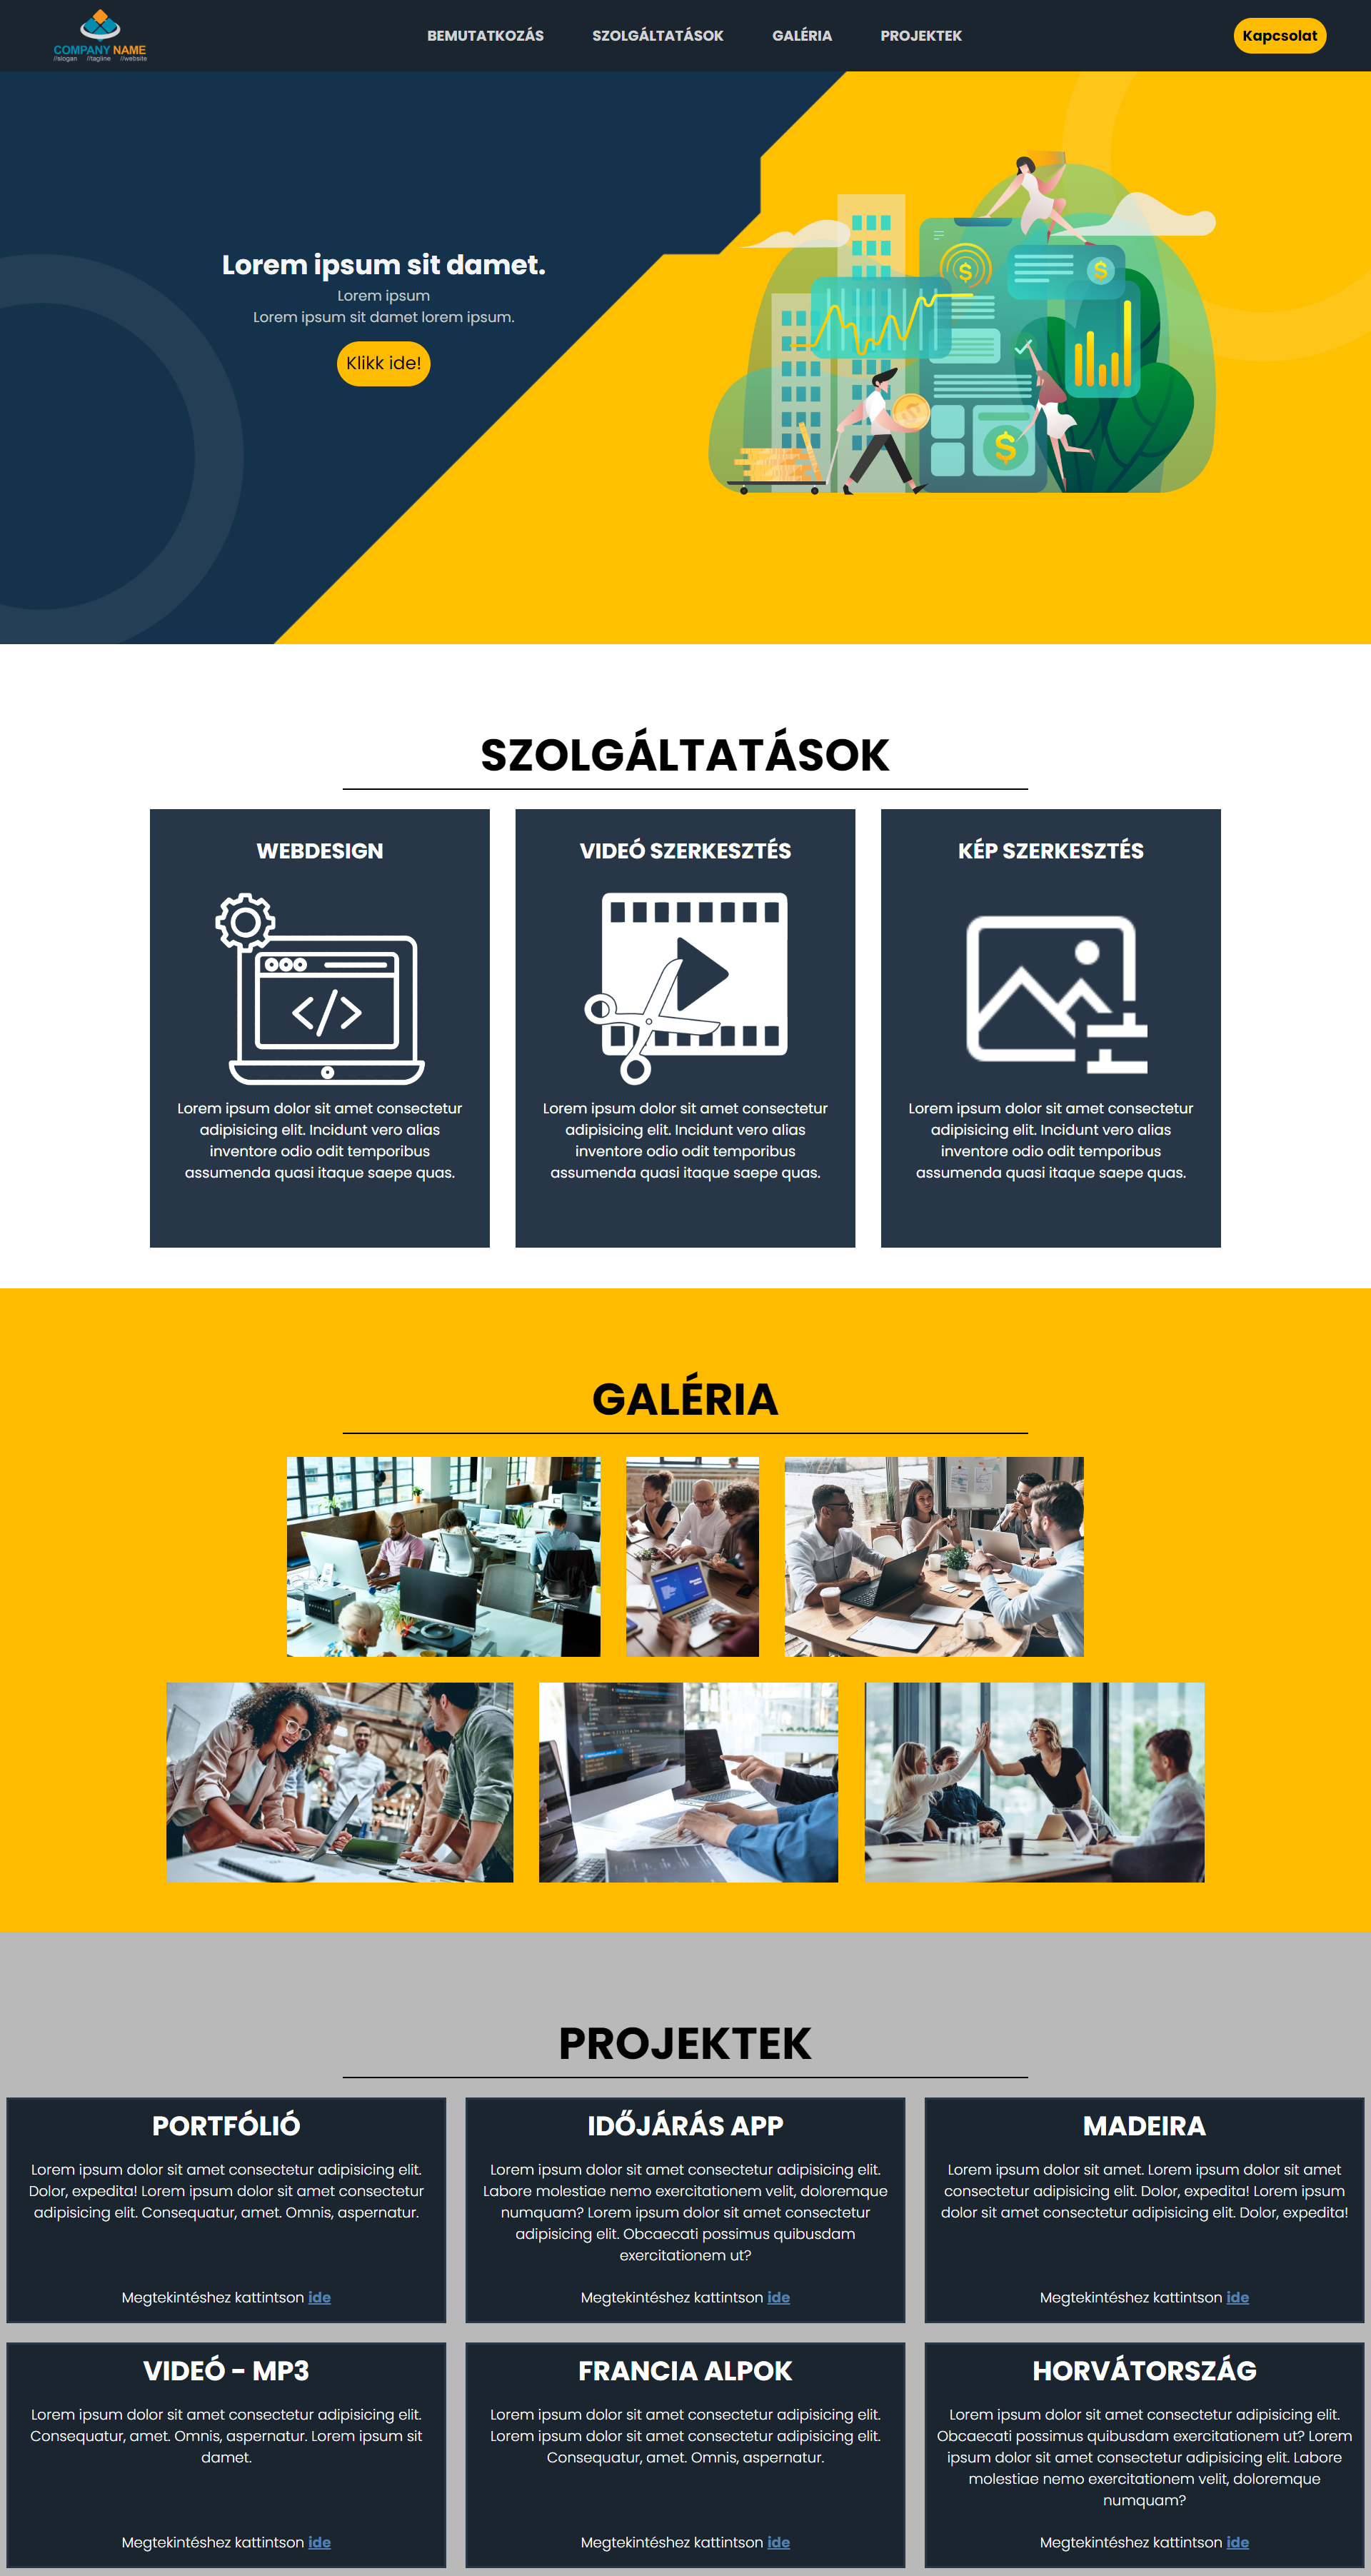 COMPANY NAME
//slogan //tagline //website
BEMUTATKOZÁS
SZOLGÁLTATÁSOK
GALÉRIA
PROJEKTEK
Kapcsolat
Lorem ipsum sit damet.
Lorem ipsum
Lorem ipsum sit damet lorem ipsum.
Klikk ide!
SZOLGÁLTATÁSOK
WEBDESIGN
Lorem ipsum dolor sit amet consectetur
adipisicing elit. Incidunt vero alias
inventore odio odit temporibus
assumenda quasi itaque saepe quas.
VIDEÓ SZERKESZTÉS
Lorem ipsum dolor sit amet consectetur
adipisicing elit. Incidunt vero alias
inventore odio odit temporibus
assumenda quasi itaque saepe quas.
KÉP SZERKESZTÉS
Lorem ipsum dolor sit amet consectetur
adipisicing elit. Incidunt vero alias
inventore odio odit temporibus
assumenda quasi itaque saepe quas.
GALÉRIA
PROJEKTEK
PORTFÓLIÓ
Lorem ipsum dolor sit amet consectetur adipisicing elit.
Dolor, expedita! Lorem ipsum dolor sit amet consectetur
adipisicing elit. Consequatur, amet. Omnis, aspernatur.
Megtekintéshez kattintson ide
IDŐJÁRÁS APP
Lorem ipsum dolor sit amet consectetur adipisicing elit.
Labore molestiae nemo exercitationem velit, doloremque
numquam? Lorem ipsum dolor sit amet consectetur
adipisicing elit. Obcaecati possimus quibusdam
exercitationem ut?
Megtekintéshez kattintson ide
MADEIRA
Lorem ipsum dolor sit amet. Lorem ipsum dolor sit amet
consectetur adipisicing elit. Dolor, expedita! Lorem ipsum
dolor sit amet consectetur adipisicing elit. Dolor, expedita!
Megtekintéshez kattintson ide
VIDEÓ - MP3
Lorem ipsum dolor sit amet consectetur adipisicing elit.
Consequatur, amet. Omnis, aspernatur. Lorem ipsum sit
damet.
Megtekintéshez kattintson ide
FRANCIA ALPOK
Lorem ipsum dolor sit amet consectetur adipisicing elit.
Lorem ipsum dolor sit amet consectetur adipisicing elit.
Consequatur, amet. Omnis, aspernatur.
Megtekintéshez kattintson ide
HORVÁTORSZÁG
Lorem ipsum dolor sit amet consectetur adipisicing elit.
Obcaecati possimus quibusdam exercitationem ut? Lorem
ipsum dolor sit amet consectetur adipisicing elit. Labore
molestiae nemo exercitationem velit, doloremque
numquam?
Megtekintéshez kattintson ide